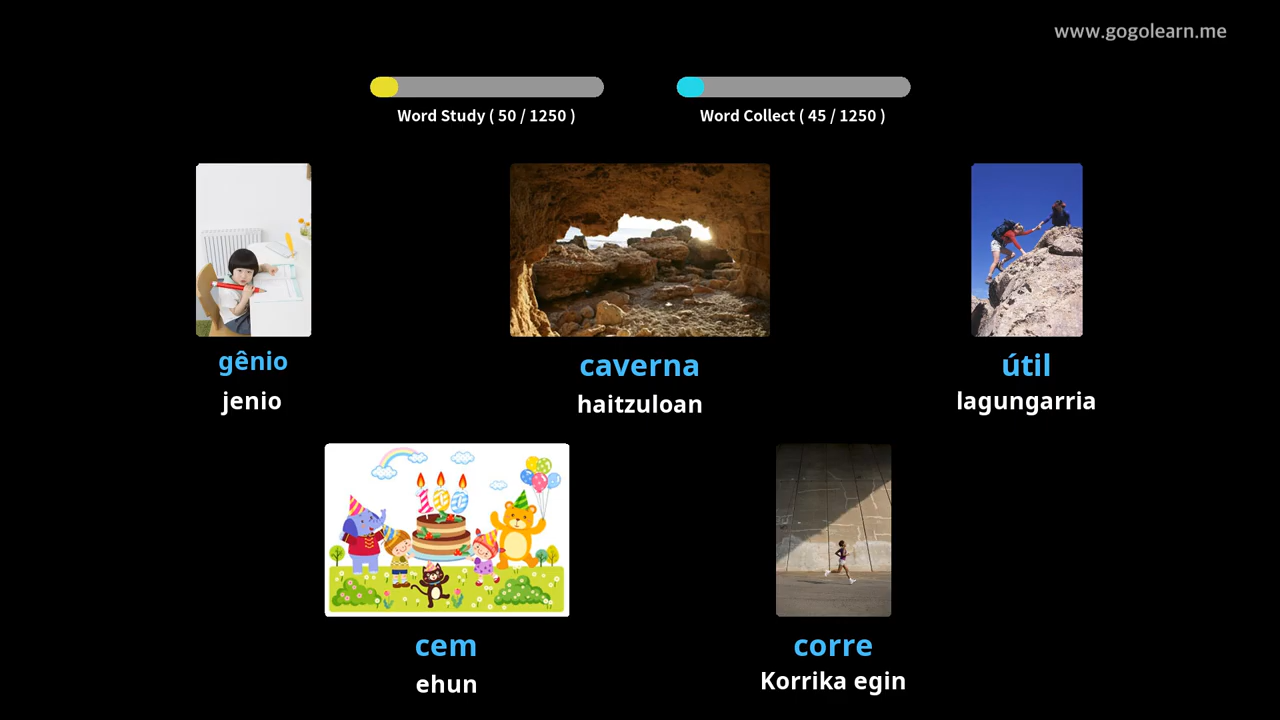 www.gogolearn.me
Word Study ( 50 / 1250 )
Word Collect ( 45 / 1250 )
gênio
jenio
caverna
haitzuloan
útil
lagungarria
100
cem
ehun
corre
Korrika egin